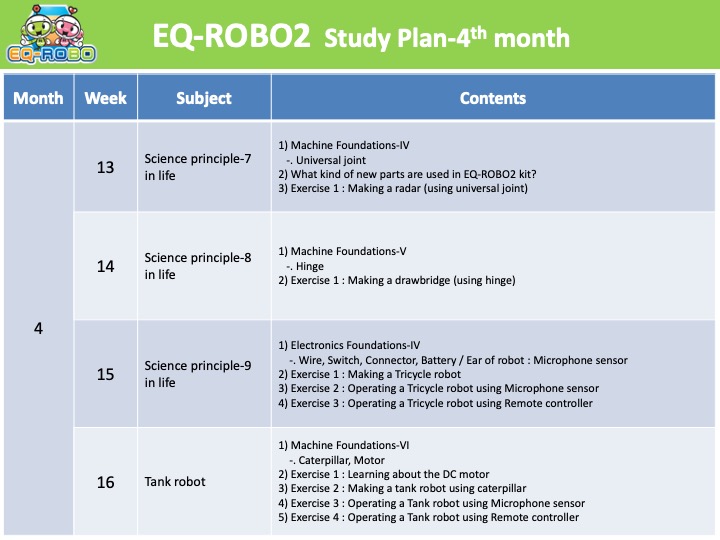 EQ-ROBO
EQ-ROBO2 Study Plan-4th month
Month Week Subject Contents
4
13
Science principle-7
in life
1) Machine Foundations-IV
-. Universal joint
2) What kind of new parts are used in EQ-ROBO2 kit?
3) Exercise 1 : Making a radar (using universal joint)
14
Science principle-8
in life
1) Machine Foundations-V
-. Hinge
2) Exercise 1 : Making a drawbridge (using hinge)
15
Science principle-9
in life
1) Electronics Foundations-IV
-. Wire, Switch, Connector, Battery / Ear of robot : Microphone sensor
2) Exercise 1 : Making a Tricycle robot
3) Exercise 2 : Operating a Tricycle robot using Microphone sensor
4) Exercise 3 : Operating a Tricycle robot using Remote controller
16
Tank robot
1) Machine Foundations-VI
-. Caterpillar, Motor
2) Exercise 1 : Learning about the DC motor
3) Exercise 2 : Making a tank robot using caterpillar
4) Exercise 3 : Operating a Tank robot using Microphone sensor
5) Exercise 4 : Operating a Tank robot using Remote controller